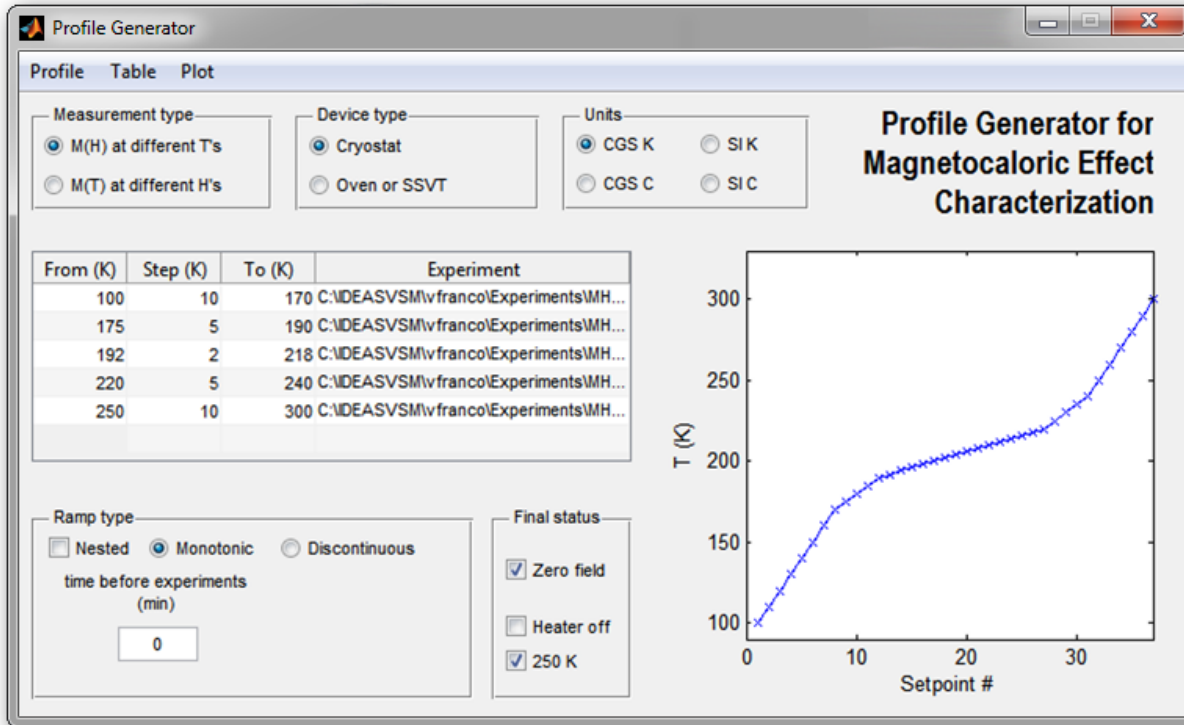 Profile Generator
Profile Table Plot
Measurement type
M(H) at different T's
M(T) at different H's
Device type
Cryostat
Oven or SSVT
Units
CGS K SI K
CGS C SI C
Profile Generator for
Magnetocaloric Effect
Characterization
From (K) Step (K) To (K) Experiment
100 10 170 C:\IDEASVSM\vfranco\Experiments\MH...
175 5 190 C:\IDEASVSM\vfranco\Experiments\MH...
192 2 218 C:\IDEASVSM\vfranco\Experiments\MH...
220 5 240 C:\IDEASVSM\vfranco\Experiments\MH...
250 10 300 C:\IDEASVSM\vfranco\Experiments\MH...
Ramp type
Nested Monotonic Discontinuous
time before experiments
(min)
0
Final status
Zero field
Heater off
250 K
T (K)
300
250
200
150
100
0 10 20 30
Setpoint #